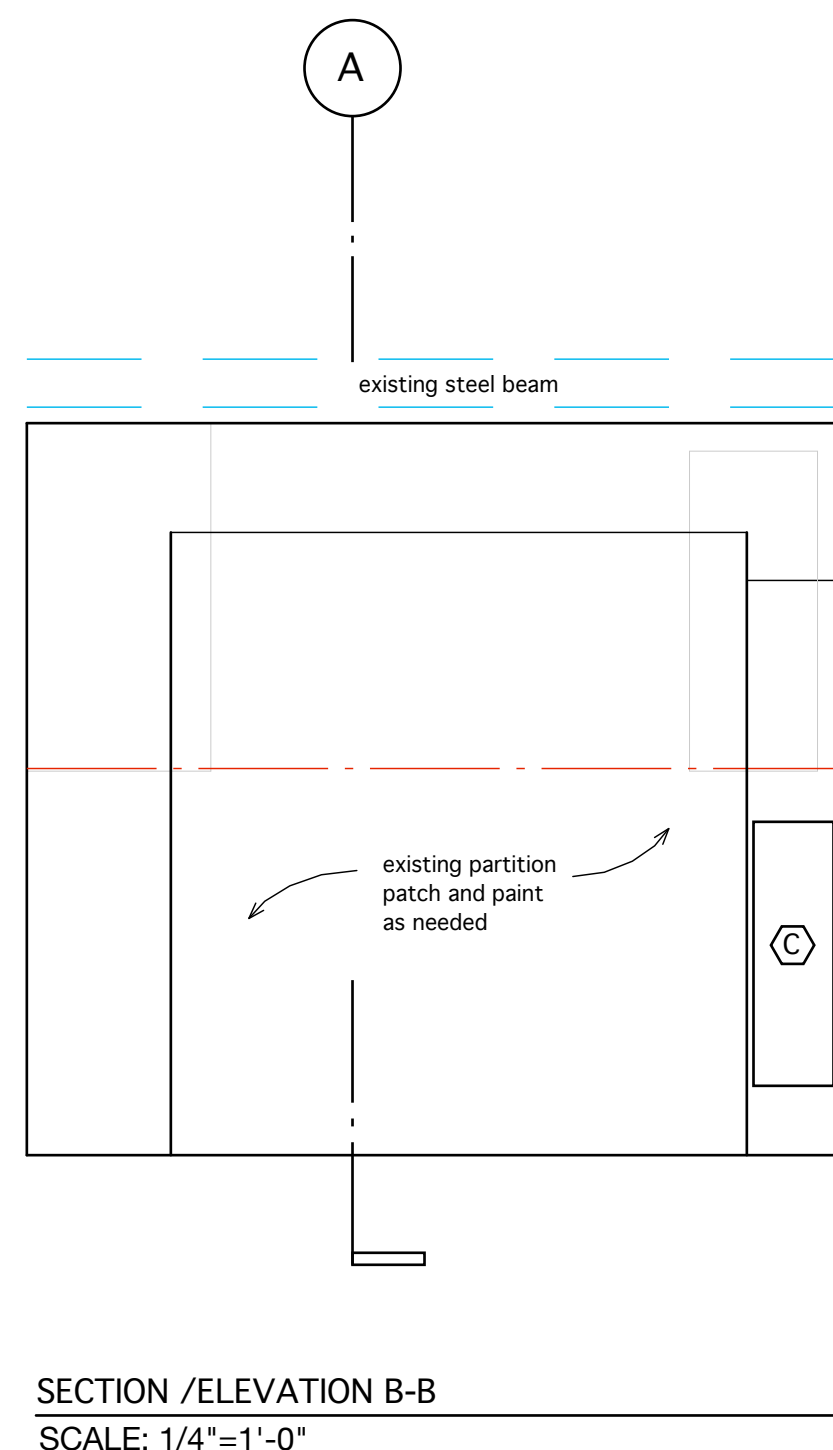 A
existing steel beam
existing partition
patch and paint
as needed
C
SECTION /ELEVATION B-B
SCALE: 1/4"=1'-0"